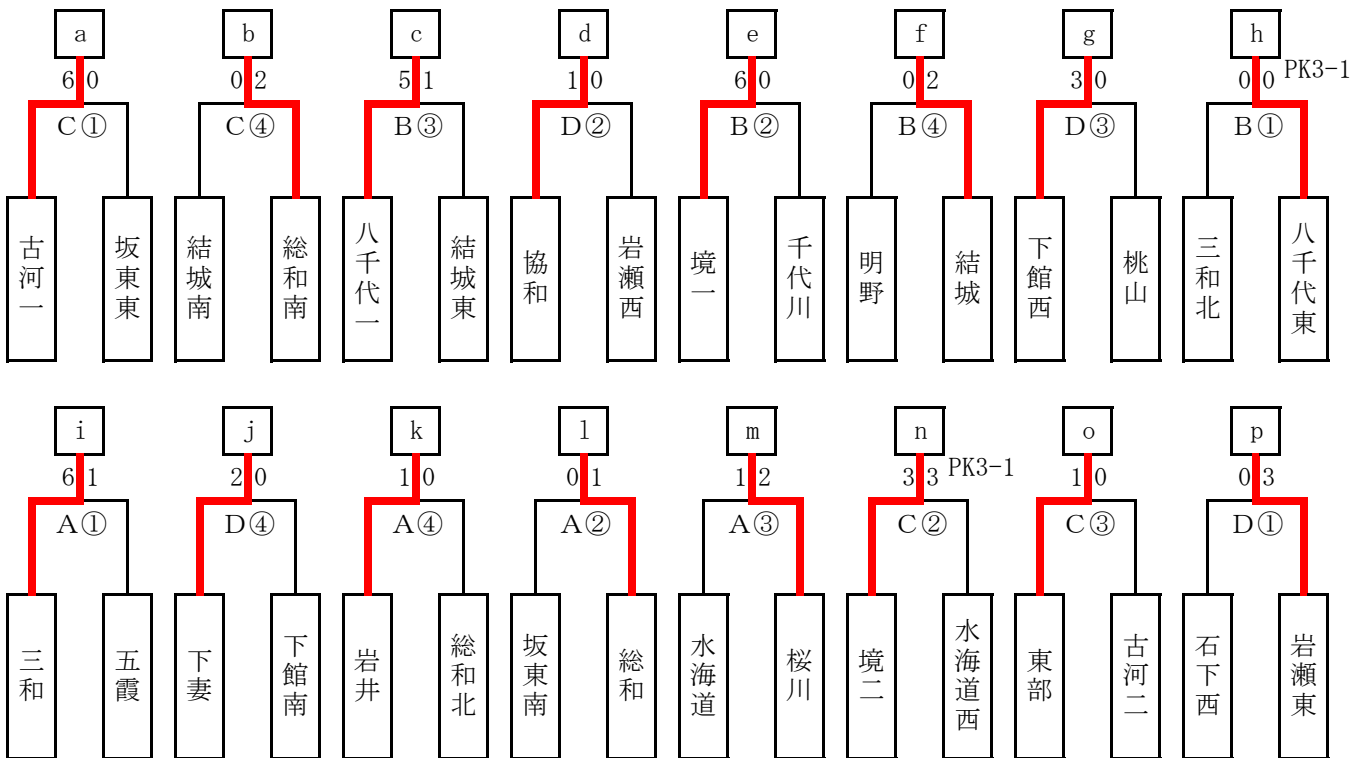 a b c d e f g h
6 0 0 2 5 1 1 0 6 0 0 2 3 0 0 0 PK3-1
C① C④ B③ D② B② B④ D③ B①
古河一 坂東東 結城南 総和南 八千代一 結城東 協和 岩瀬西 境一 千代川 明野 結城 下館西 桃山 三和北 八千代東
i j k l m n o p
6 1 2 0 1 0 0 1 1 2 3 3 PK3-1 1 0 0 3
A① D④ A④ A② A③ C② C③ D①
三和 五霞 下妻 下館南 岩井 総和北 坂東南 総和 水海道 桜川 境二 水海道西 東部 古河二 石下西 岩瀬東